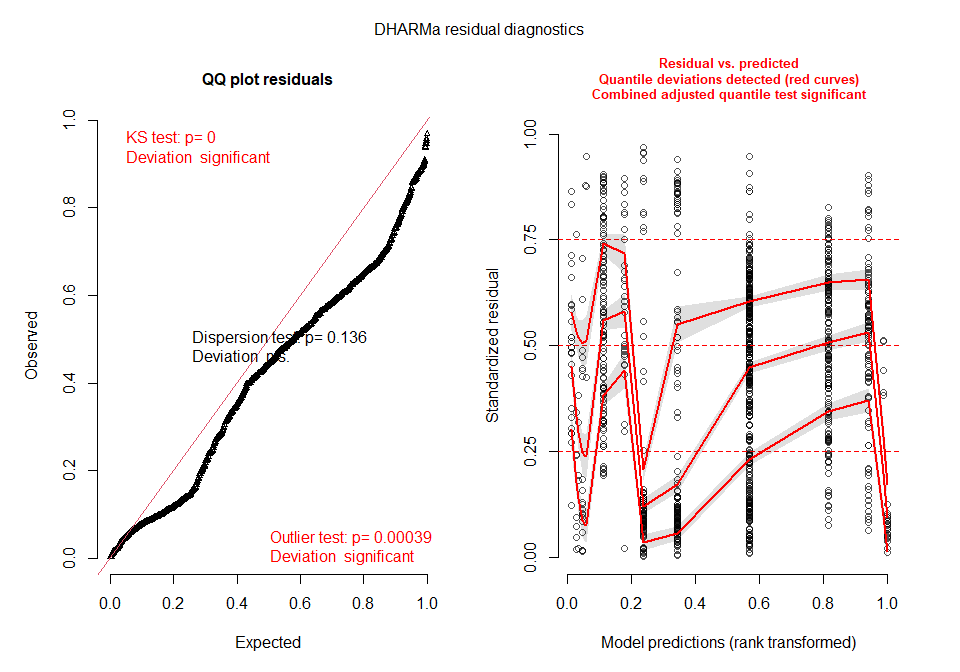 DHARMa residual diagnostics
QQ plot residuals
KS test: p= 0
Deviation significant
Dispersion test: p= 0.136
Deviation n.s.
Outlier test: p= 0.00039
Deviation significant
Observed
0.0 0.2 0.4 0.6 0.8 1.0
0.0 0.2 0.4 0.6 0.8 1.0
Expected
Residual vs. predicted
Quantile deviations detected (red curves)
Combined adjusted quantile test significant
Standardized residual
0.00 0.25 0.50 0.75 1.00
0.0 0.2 0.4 0.6 0.8 1.0
Model predictions (rank transformed)